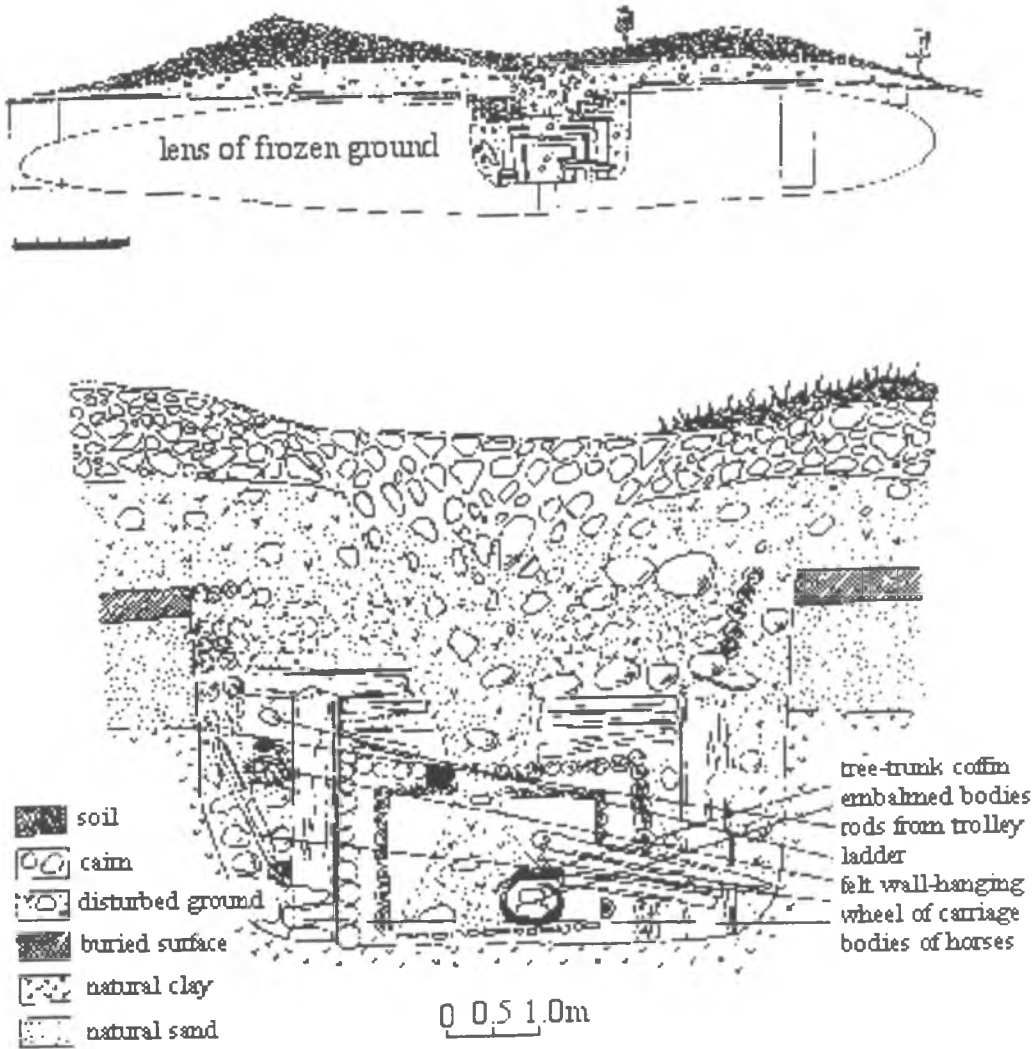 lens of frozen ground
tree-trunk coffin
embalmed bodies
rods from trolley
ladder
felt wall-hanging
wheel of carriage
bodies of horses
soil
cairn
disturbed ground
buried surface
natural clay
natural sand
0 0.5 1.0m